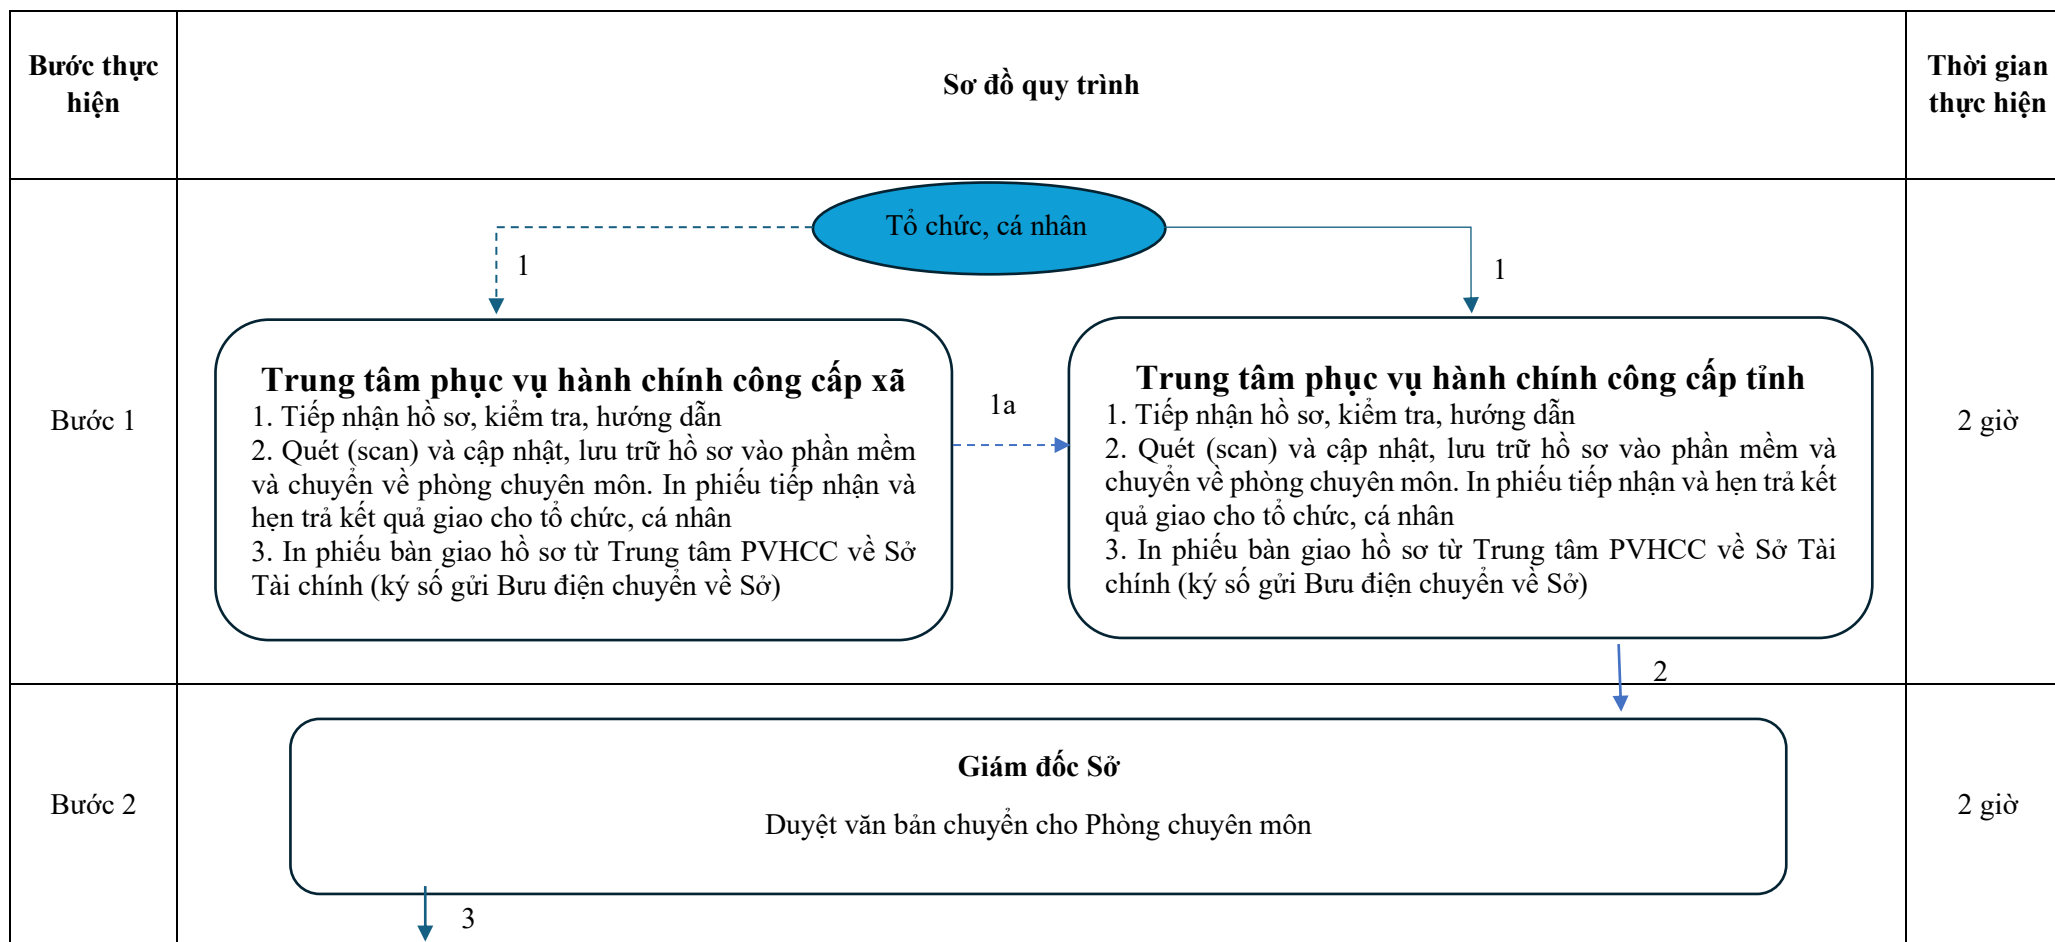 Bước thực
hiện
Sơ đồ quy trình
Thời gian
thực hiện
Tổ chức, cá nhân
1
1
Bước 1
Trung tâm phục vụ hành chính công cấp xã
1. Tiếp nhận hồ sơ, kiểm tra, hướng dẫn
2. Quét (scan) và cập nhật, lưu trữ hồ sơ vào phần mềm
và chuyển về phòng chuyên môn. In phiếu tiếp nhận và
hẹn trả kết quả giao cho tổ chức, cá nhân
3. In phiếu bàn giao hồ sơ từ Trung tâm PVHCC về Sở
Tài chính (ký số gửi Bưu điện chuyển về Sở)
1a
Trung tâm phục vụ hành chính công cấp tỉnh
1. Tiếp nhận hồ sơ, kiểm tra, hướng dẫn
2. Quét (scan) và cập nhật, lưu trữ hồ sơ vào phần mềm và
chuyển về phòng chuyên môn. In phiếu tiếp nhận và hẹn trả kết
quả giao cho tổ chức, cá nhân
3. In phiếu bàn giao hồ sơ từ Trung tâm PVHCC về Sở Tài
chính (ký số gửi Bưu điện chuyển về Sở)
2 giờ
2
Bước 2
Giám đốc Sở
Duyệt văn bản chuyển cho Phòng chuyên môn
2 giờ
3